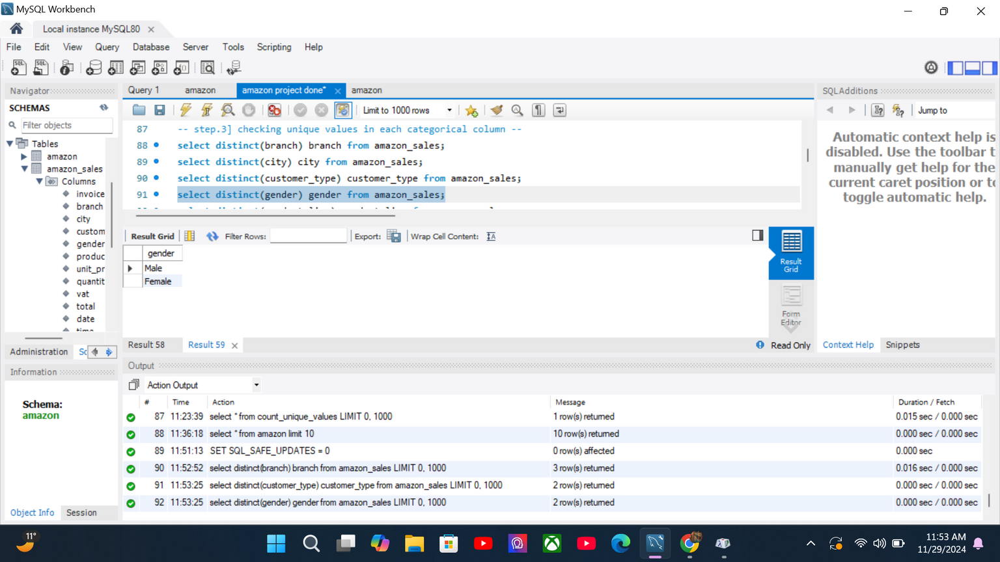 MySQL Workbench
Local instance MySQL80
File Edit View Query Database Server Tools Scripting Help
Navigator
SCHEMAS
Filter objects
Tables
amazon
amazon_sales
Columns
invoice
branch
city
custom
gender
produc
unit_pr
quantit
vat
total
date
Administration
Information
Schema:
amazon
Object Info Session
Query 1 amazon amazon project done* amazon
Limit to 1000 rows
87 -- step.3] checking unique values in each categorical column --
88 select distinct(branch) branch from amazon_sales;
89 select distinct(city) city from amazon_sales;
90 select distinct(customer_type) customer_type from amazon_sales;
91 select distinct(gender) gender from amazon_sales;
Result Grid Filter Rows: Export: Wrap Cell Content:
gender
Male
Female
Result
Grid
Form
Editor
Result 58 Result 59 Read Only
SQLAdditions
Jump to
Automatic context help is
disabled. Use the toolbar t
manually get help for the
current caret position or to
toggle automatic help.
Context Help Snippets
Output
Action Output
# Time Action Message Duration / Fetch
87 11:23:39 select * from count_unique_values LIMIT 0, 1000 1 row(s) returned 0.015 sec / 0.000 sec
88 11:36:18 select * from amazon limit 10 10 row(s) returned 0.000 sec / 0.000 sec
89 11:51:13 SET SQL_SAFE_UPDATES = 0 0 row(s) affected 0.000 sec
90 11:52:52 select distinct(branch) branch from amazon_sales LIMIT 0, 1000 3 row(s) returned 0.016 sec / 0.000 sec
91 11:53:25 select distinct(customer_type) customer_type from amazon_sales LIMIT 0, 1000 2 row(s) returned 0.000 sec / 0.000 sec
92 11:53:25 select distinct(gender) gender from amazon_sales LIMIT 0, 1000 2 row(s) returned 0.000 sec / 0.000 sec
11°
11:53 AM
11/29/2024